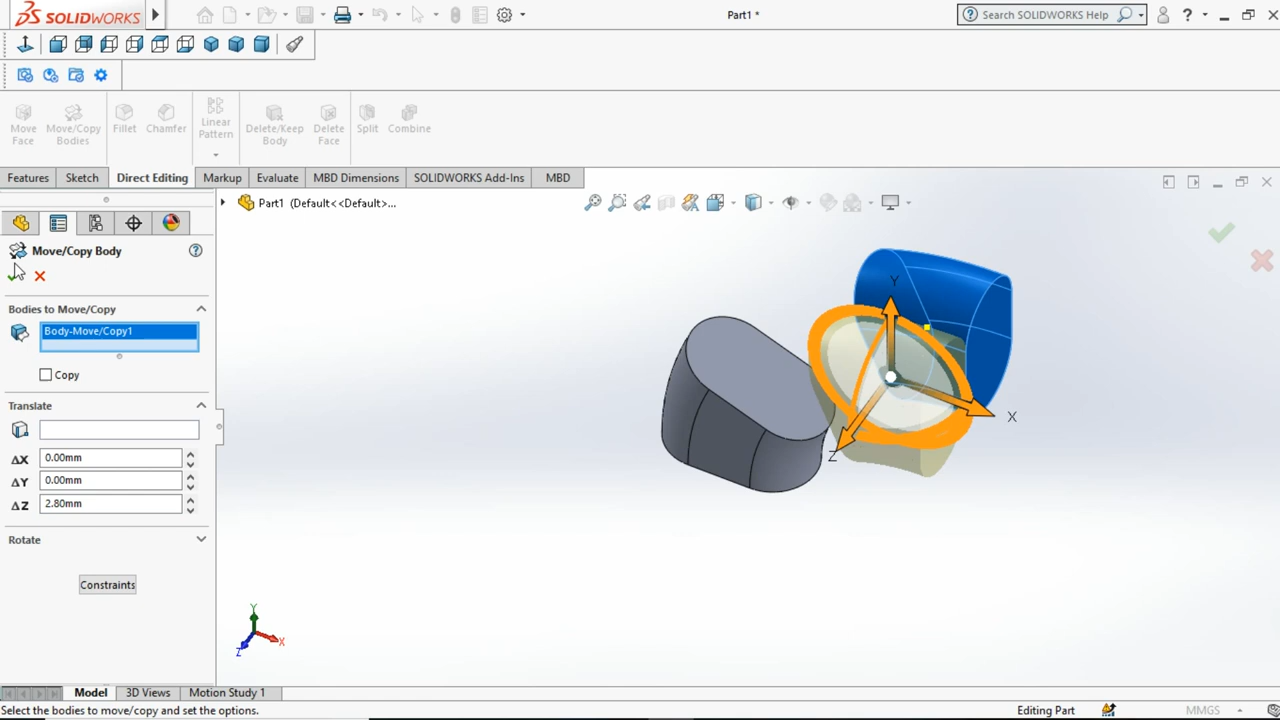 SOLIDWORKS
Part1 *
Search SOLIDWORKS Help
?
Move Face
Move/Copy Bodies
Fillet
Chamfer
Linear Pattern
Delete/Keep Body
Delete Face
Split
Combine
Features
Sketch
Direct Editing
Markup
Evaluate
MBD Dimensions
SOLIDWORKS Add-Ins
MBD
Part1 (Default<<Default>...
Move/Copy Body
?
Bodies to Move/Copy
Body-Move/Copy1
Copy
Translate
ΔX 0.00mm
ΔY 0.00mm
ΔZ 2.80mm
Rotate
Constraints
Y
X
Z
Y
X
Z
Model
3D Views
Motion Study 1
Select the bodies to move/copy and set the options.
Editing Part
MMGS